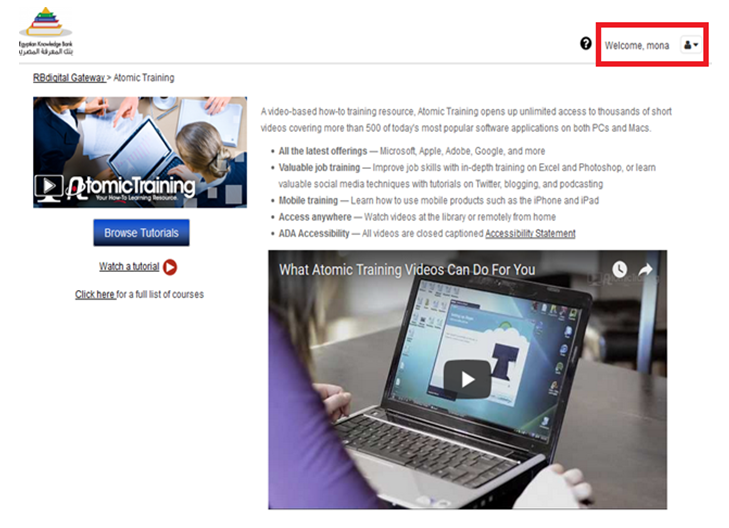 Egyptian Knowledge Bank
بنك المعرفة المصري
Welcome, mona
RBdigital Gateway > Atomic Training
A video-based how-to training resource, Atomic Training opens up unlimited access to thousands of short
videos covering more than 500 of today's most popular software applications on both PCs and Macs.
• All the latest offerings — Microsoft, Apple, Adobe, Google, and more
• Valuable job training — Improve job skills with in-depth training on Excel and Photoshop, or learn
valuable social media techniques with tutorials on Twitter, blogging, and podcasting
• Mobile training — Learn how to use mobile products such as the iPhone and iPad
• Access anywhere — Watch videos at the library or remotely from home
• ADA Accessibility — All videos are closed captioned Accessibility Statement
AtomicTraining
Your How-To Learning Resource.
Browse Tutorials
Watch a tutorial
Click here for a full list of courses
What Atomic Training Videos Can Do For You